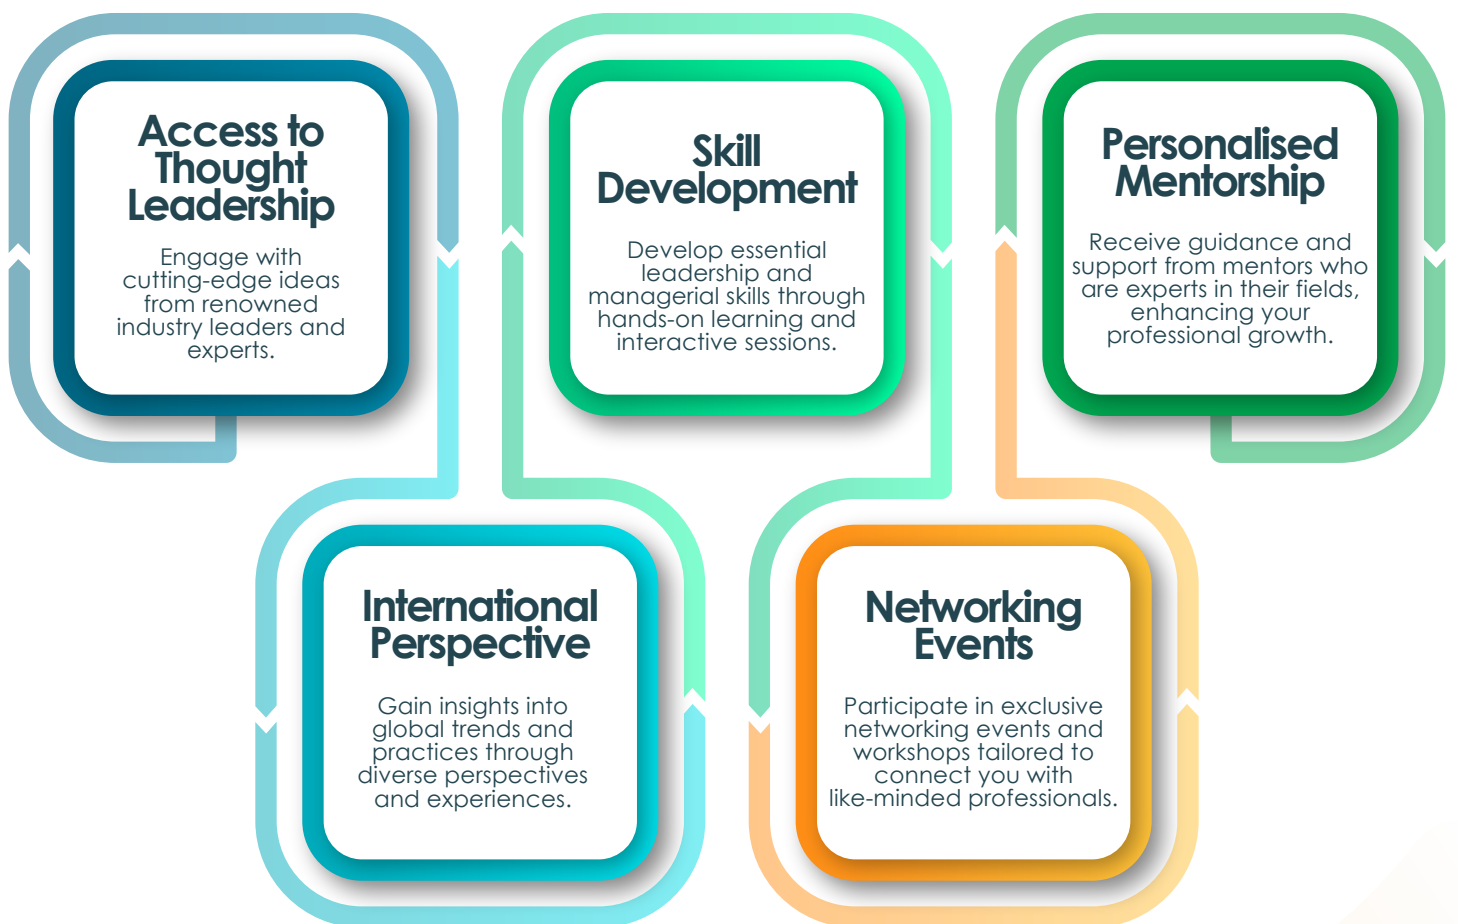 Access to
Thought
Leadership
Engage with
cutting-edge ideas
from renowned
industry leaders and
experts.
Skill
Development
Develop essential
leadership and
managerial skills through
hands-on learning and
interactive sessions.
Personalised
Mentorship
Receive guidance and
support from mentors who
are experts in their fields,
enhancing your
professional growth.
International
Perspective
Gain insights into
global trends and
practices through
diverse perspectives
and experiences.
Networking
Events
Participate in exclusive
networking events and
workshops tailored to
connect you with
like-minded professionals.